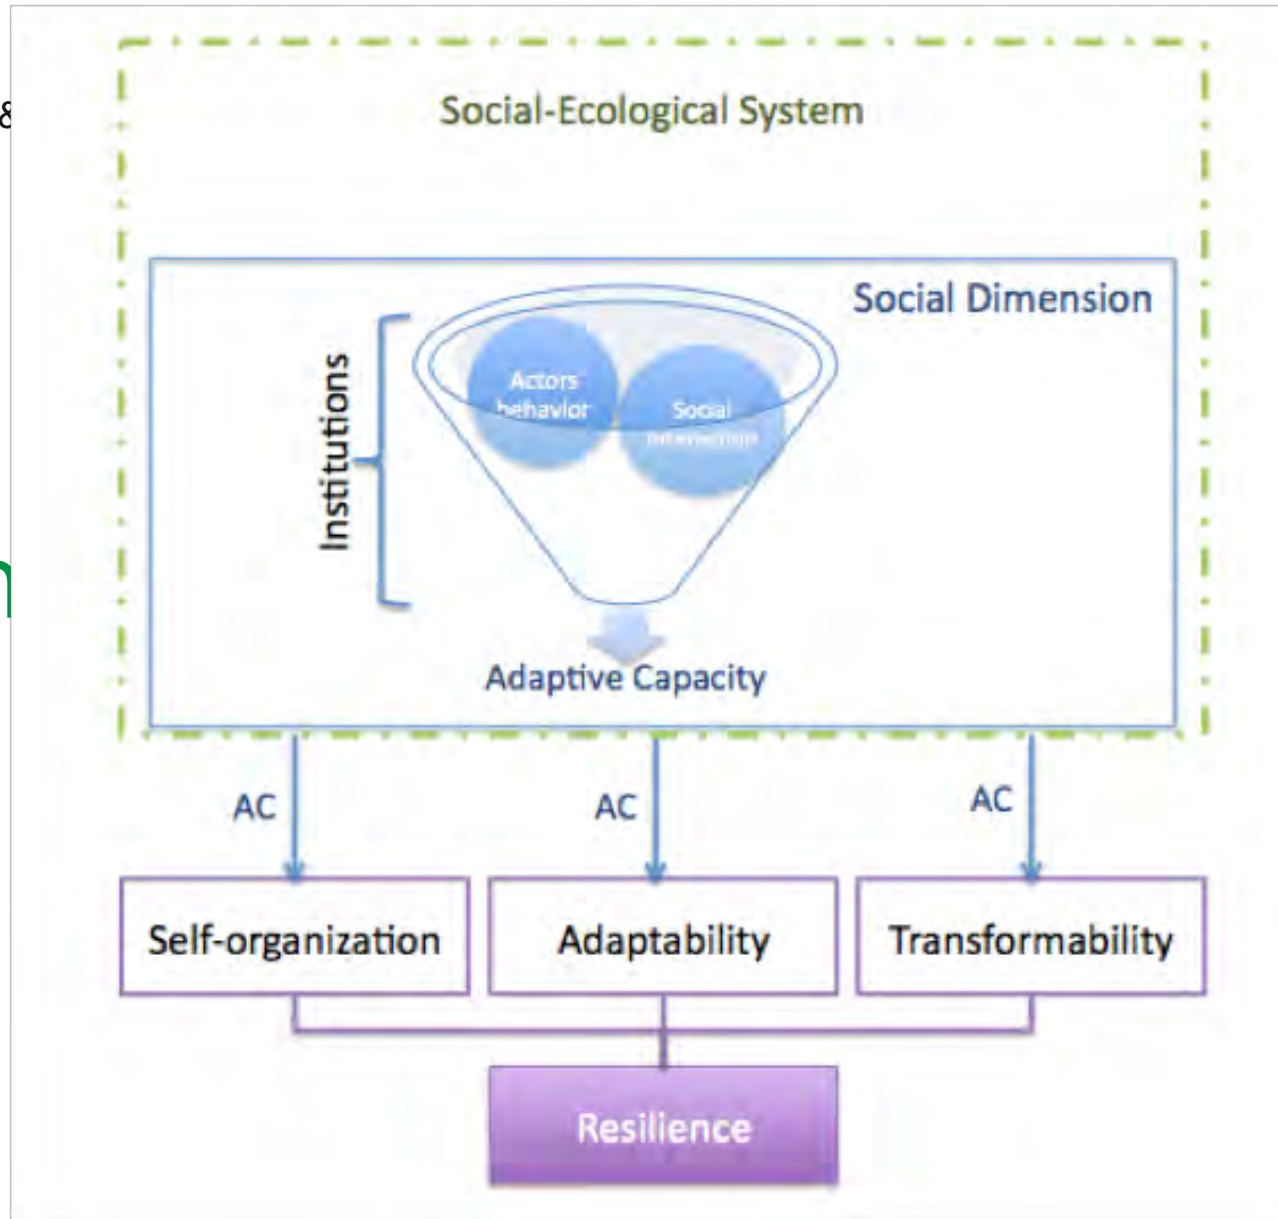 &
Social-Ecological System
Social Dimension
Institutions
Actors
behavior
Social
n
Adaptive Capacity
AC
AC
AC
Self-organization
Adaptability
Transformability
Resilience